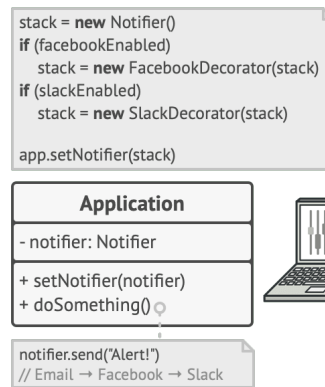 stack = new Notifier()
if (facebookEnabled)
stack = new FacebookDecorator(stack)
if (slackEnabled)
stack = new SlackDecorator(stack)
app.setNotifier(stack)
Application
- notifier: Notifier
+ setNotifier(notifier)
+ doSomething()
notifier.send("Alert!")
// Email → Facebook → Slack